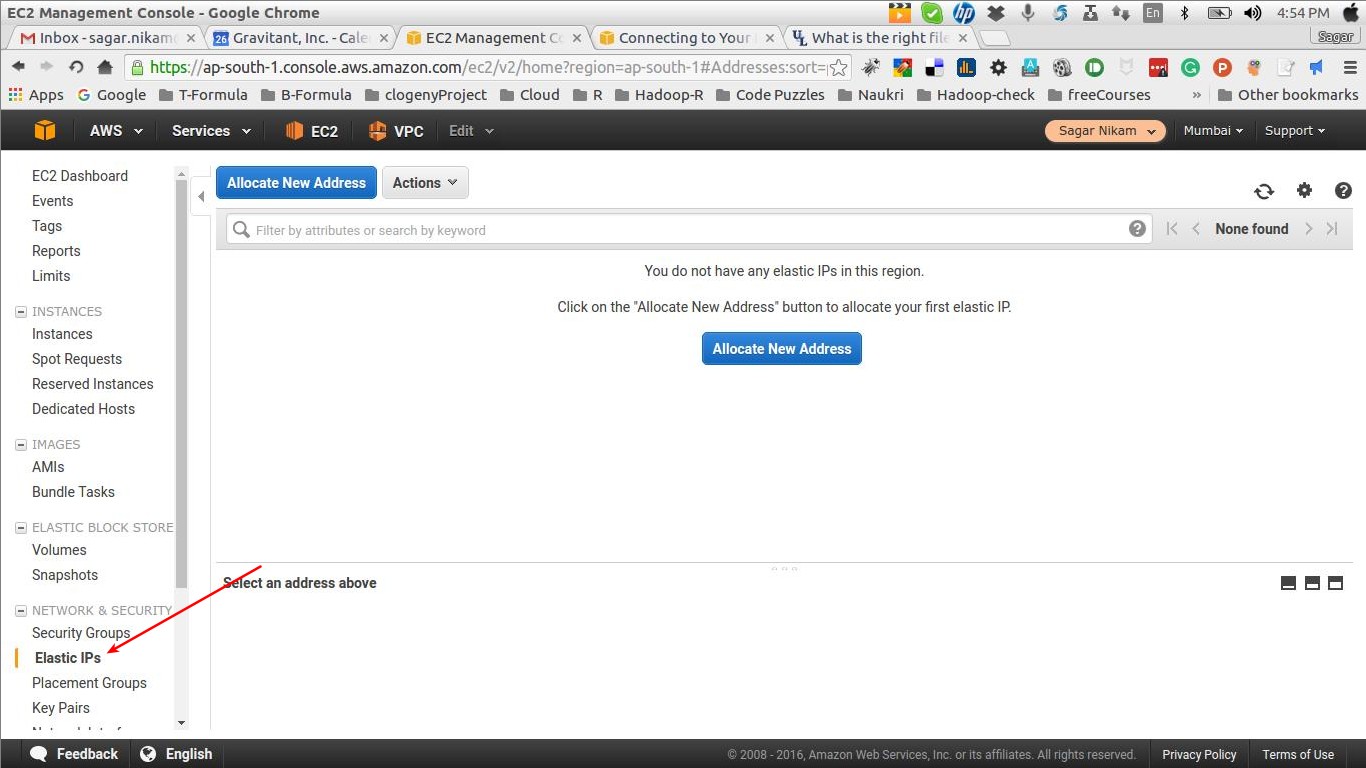 EC2 Management Console - Google Chrome
En
4:54 PM
Inbox - sagar.nikam
26 Gravitant, Inc. - Cale
EC2 Management Co
Connecting to Your
What is the right file
Sagar
https://ap-south-1.console.aws.amazon.com/ec2/v2/home?region=ap-south-1#Addresses:sort=
Apps Google T-Formula B-Formula clogenyProject Cloud R Hadoop-R Code Puzzles Naukri Hadoop-check freeCourses » Other bookmarks
AWS Services EC2 VPC Edit Sagar Nikam Mumbai Support
EC2 Dashboard
Events
Tags
Reports
Limits
INSTANCES
Instances
Spot Requests
Reserved Instances
Dedicated Hosts
IMAGES
AMIs
Bundle Tasks
ELASTIC BLOCK STORE
Volumes
Snapshots
NETWORK & SECURITY
Security Groups
Elastic IPs
Placement Groups
Key Pairs
Allocate New Address Actions
Filter by attributes or search by keyword
None found
You do not have any elastic IPs in this region.
Click on the "Allocate New Address" button to allocate your first elastic IP.
Allocate New Address
Select an address above
Feedback English © 2008 - 2016, Amazon Web Services, Inc. or its affiliates. All rights reserved. Privacy Policy Terms of Use